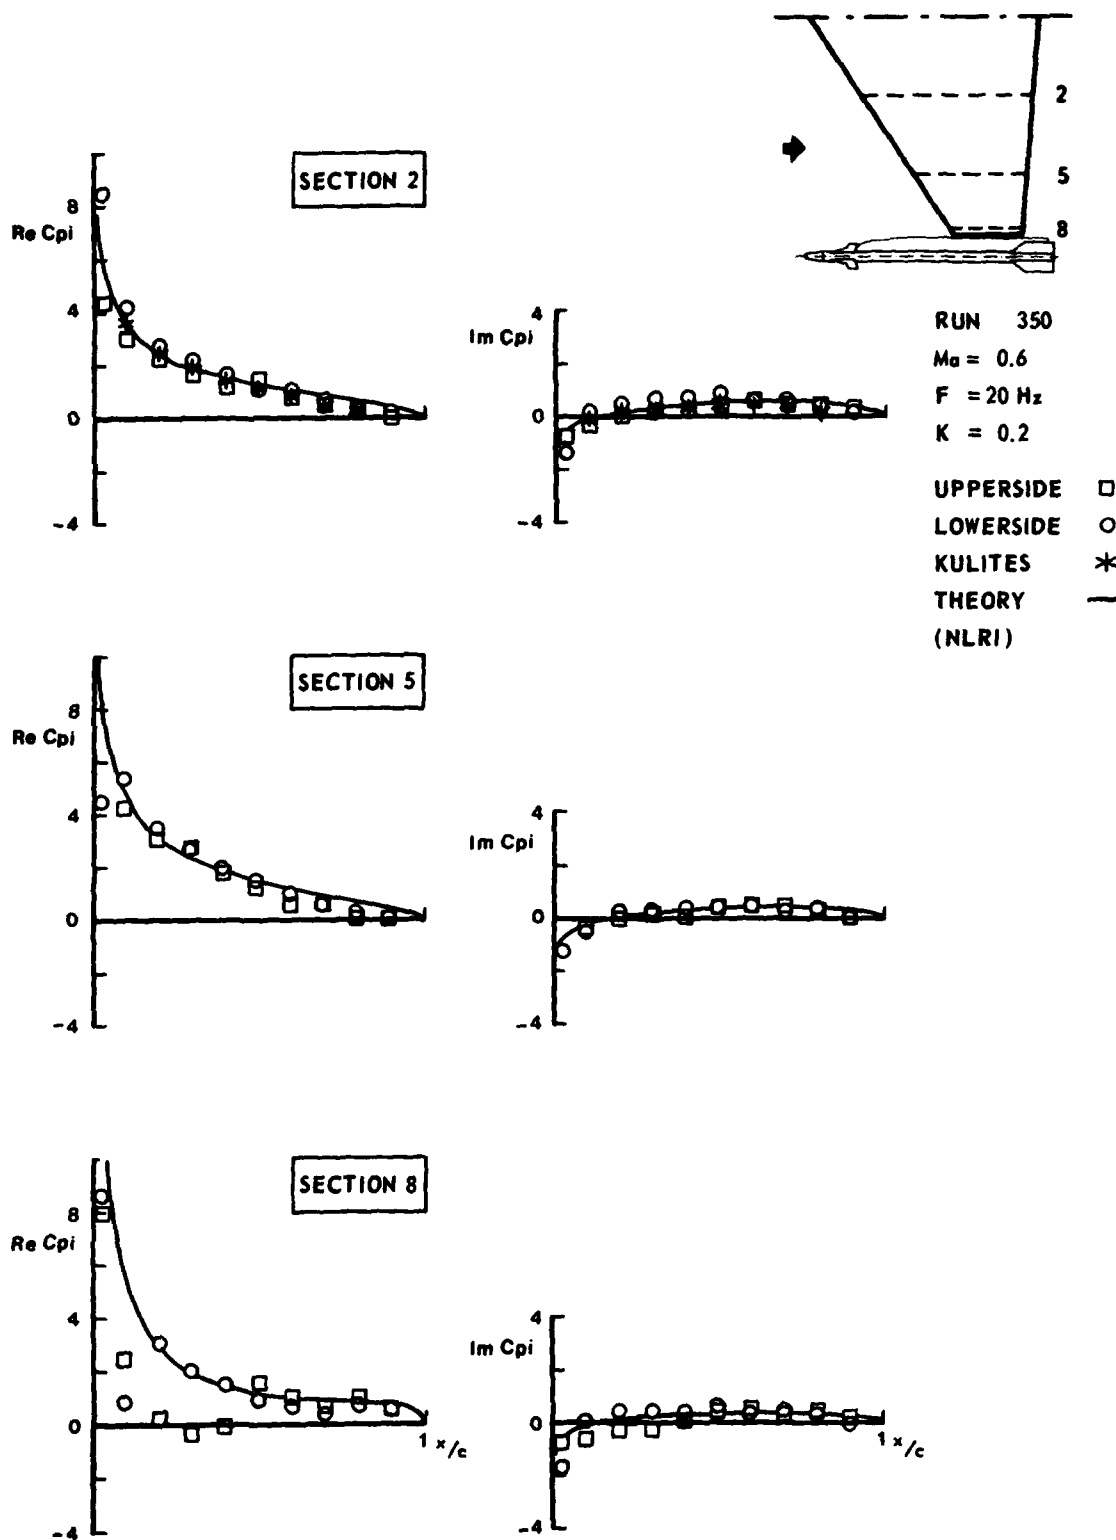 2
5
8
SECTION 2
8
Re Cpi
4
0
-4
4
Im Cpi
0
-4
RUN 350
Ma = 0.6
F = 20 Hz
K = 0.2
UPPERSIDE
LOWERSIDE
KULITES
THEORY
(NLRI)
SECTION 5
8
Re Cpi
4
0
-4
4
Im Cpi
0
-4
SECTION 8
8
Re Cpi
4
0
-4
1 x/c
4
Im Cpi
0
-4
1 x/c